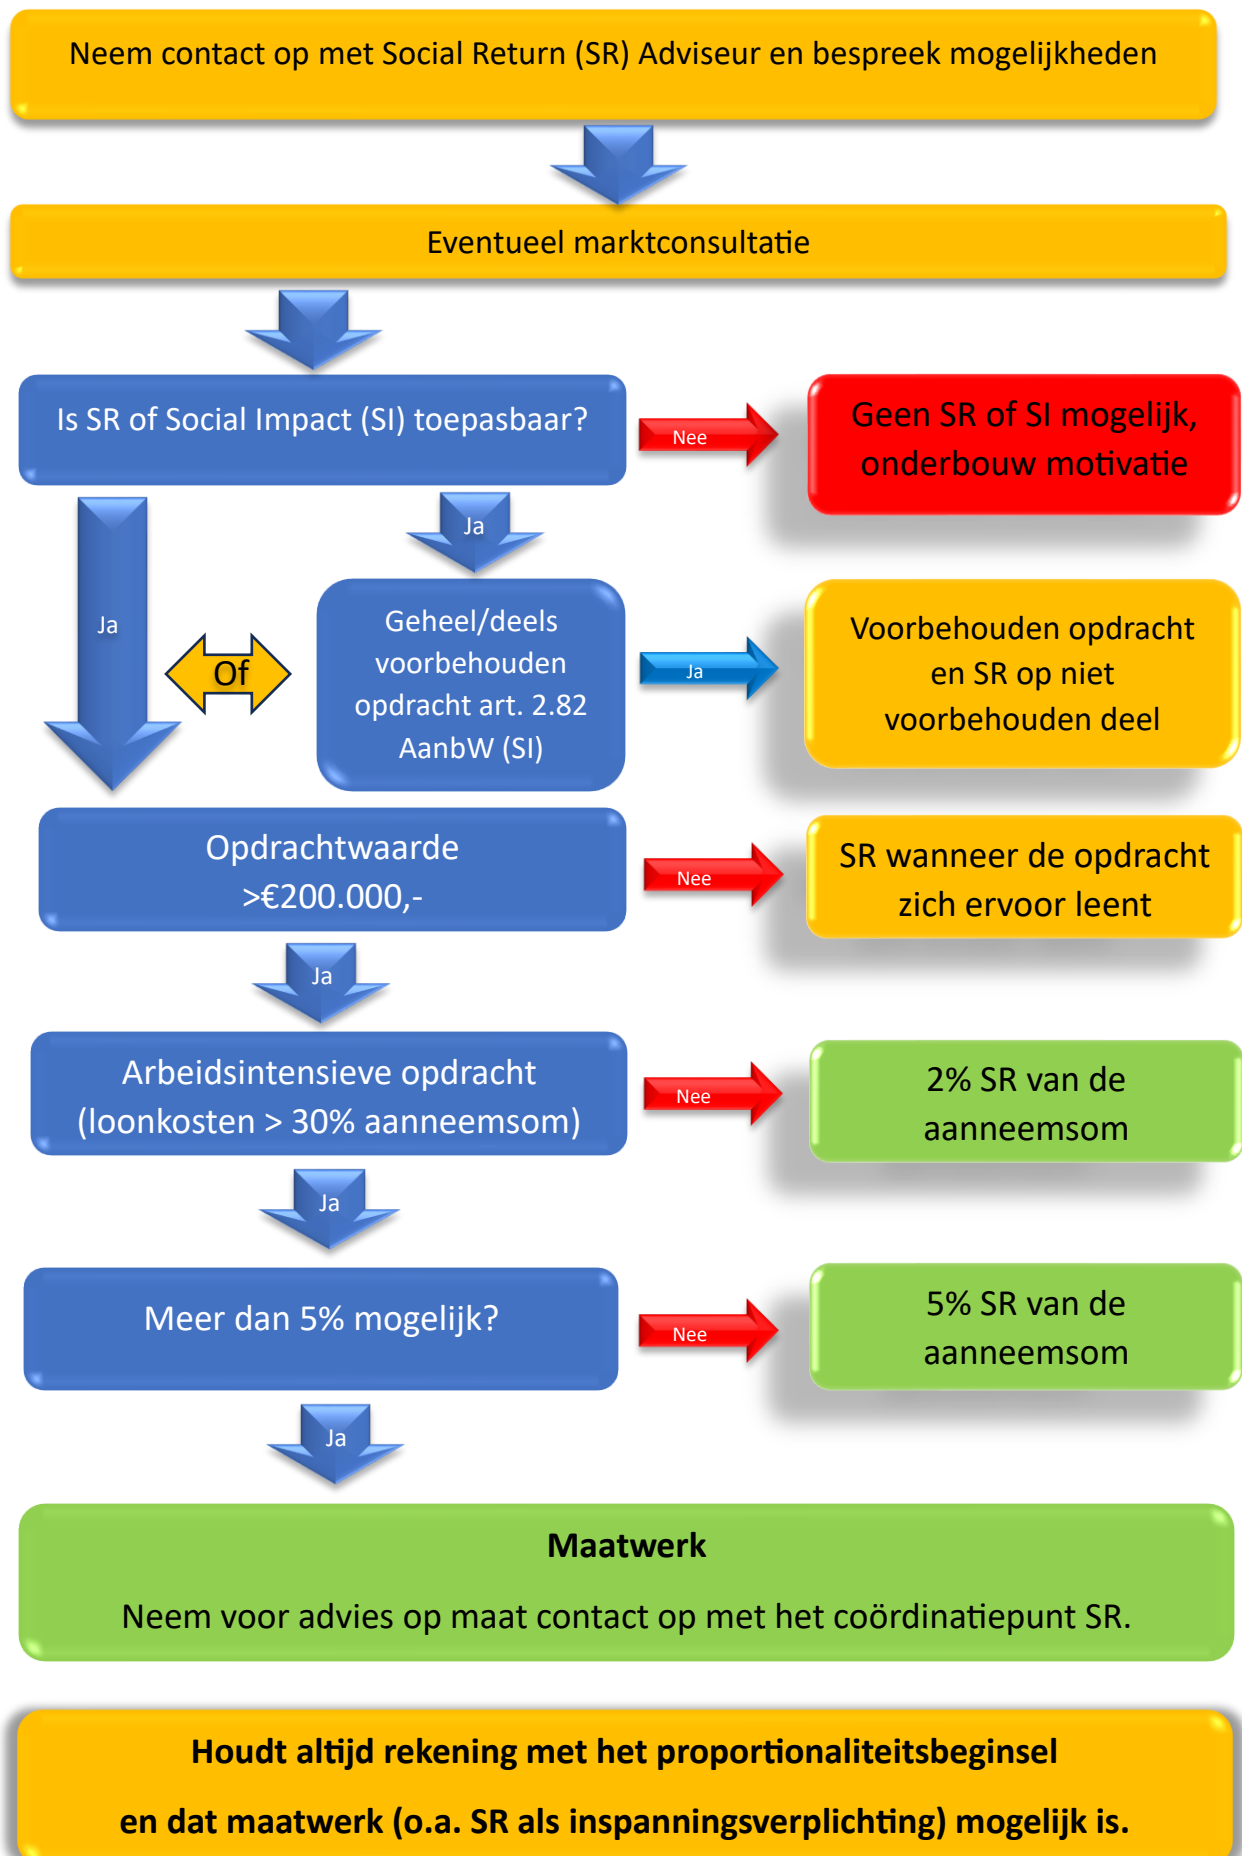 Neem contact op met Social Return (SR) Adviseur en bespreek mogelijkheden
Eventueel marktconsultatie
Is SR of Social Impact (SI) toepasbaar?
Nee
Geen SR of SI mogelijk,
onderbouw motivatie
Ja
Ja
Of
Geheel/deels
voorbehouden
opdracht art. 2.82
AanbW (SI)
Ja
Voorbehouden opdracht
en SR op niet
voorbehouden deel
Opdrachtwaarde
>€200.000,-
Nee
SR wanneer de opdracht
zich ervoor leent
Ja
Arbeidsintensieve opdracht
(loonkosten > 30% aanneemsom)
Nee
2% SR van de
aanneemsom
Ja
Meer dan 5% mogelijk?
Nee
5% SR van de
aanneemsom
Ja
Maatwerk
Neem voor advies op maat contact op met het coördinatiepunt SR.
Houdt altijd rekening met het proportionaliteitsbeginsel
en dat maatwerk (o.a. SR als inspanningsverplichting) mogelijk is.